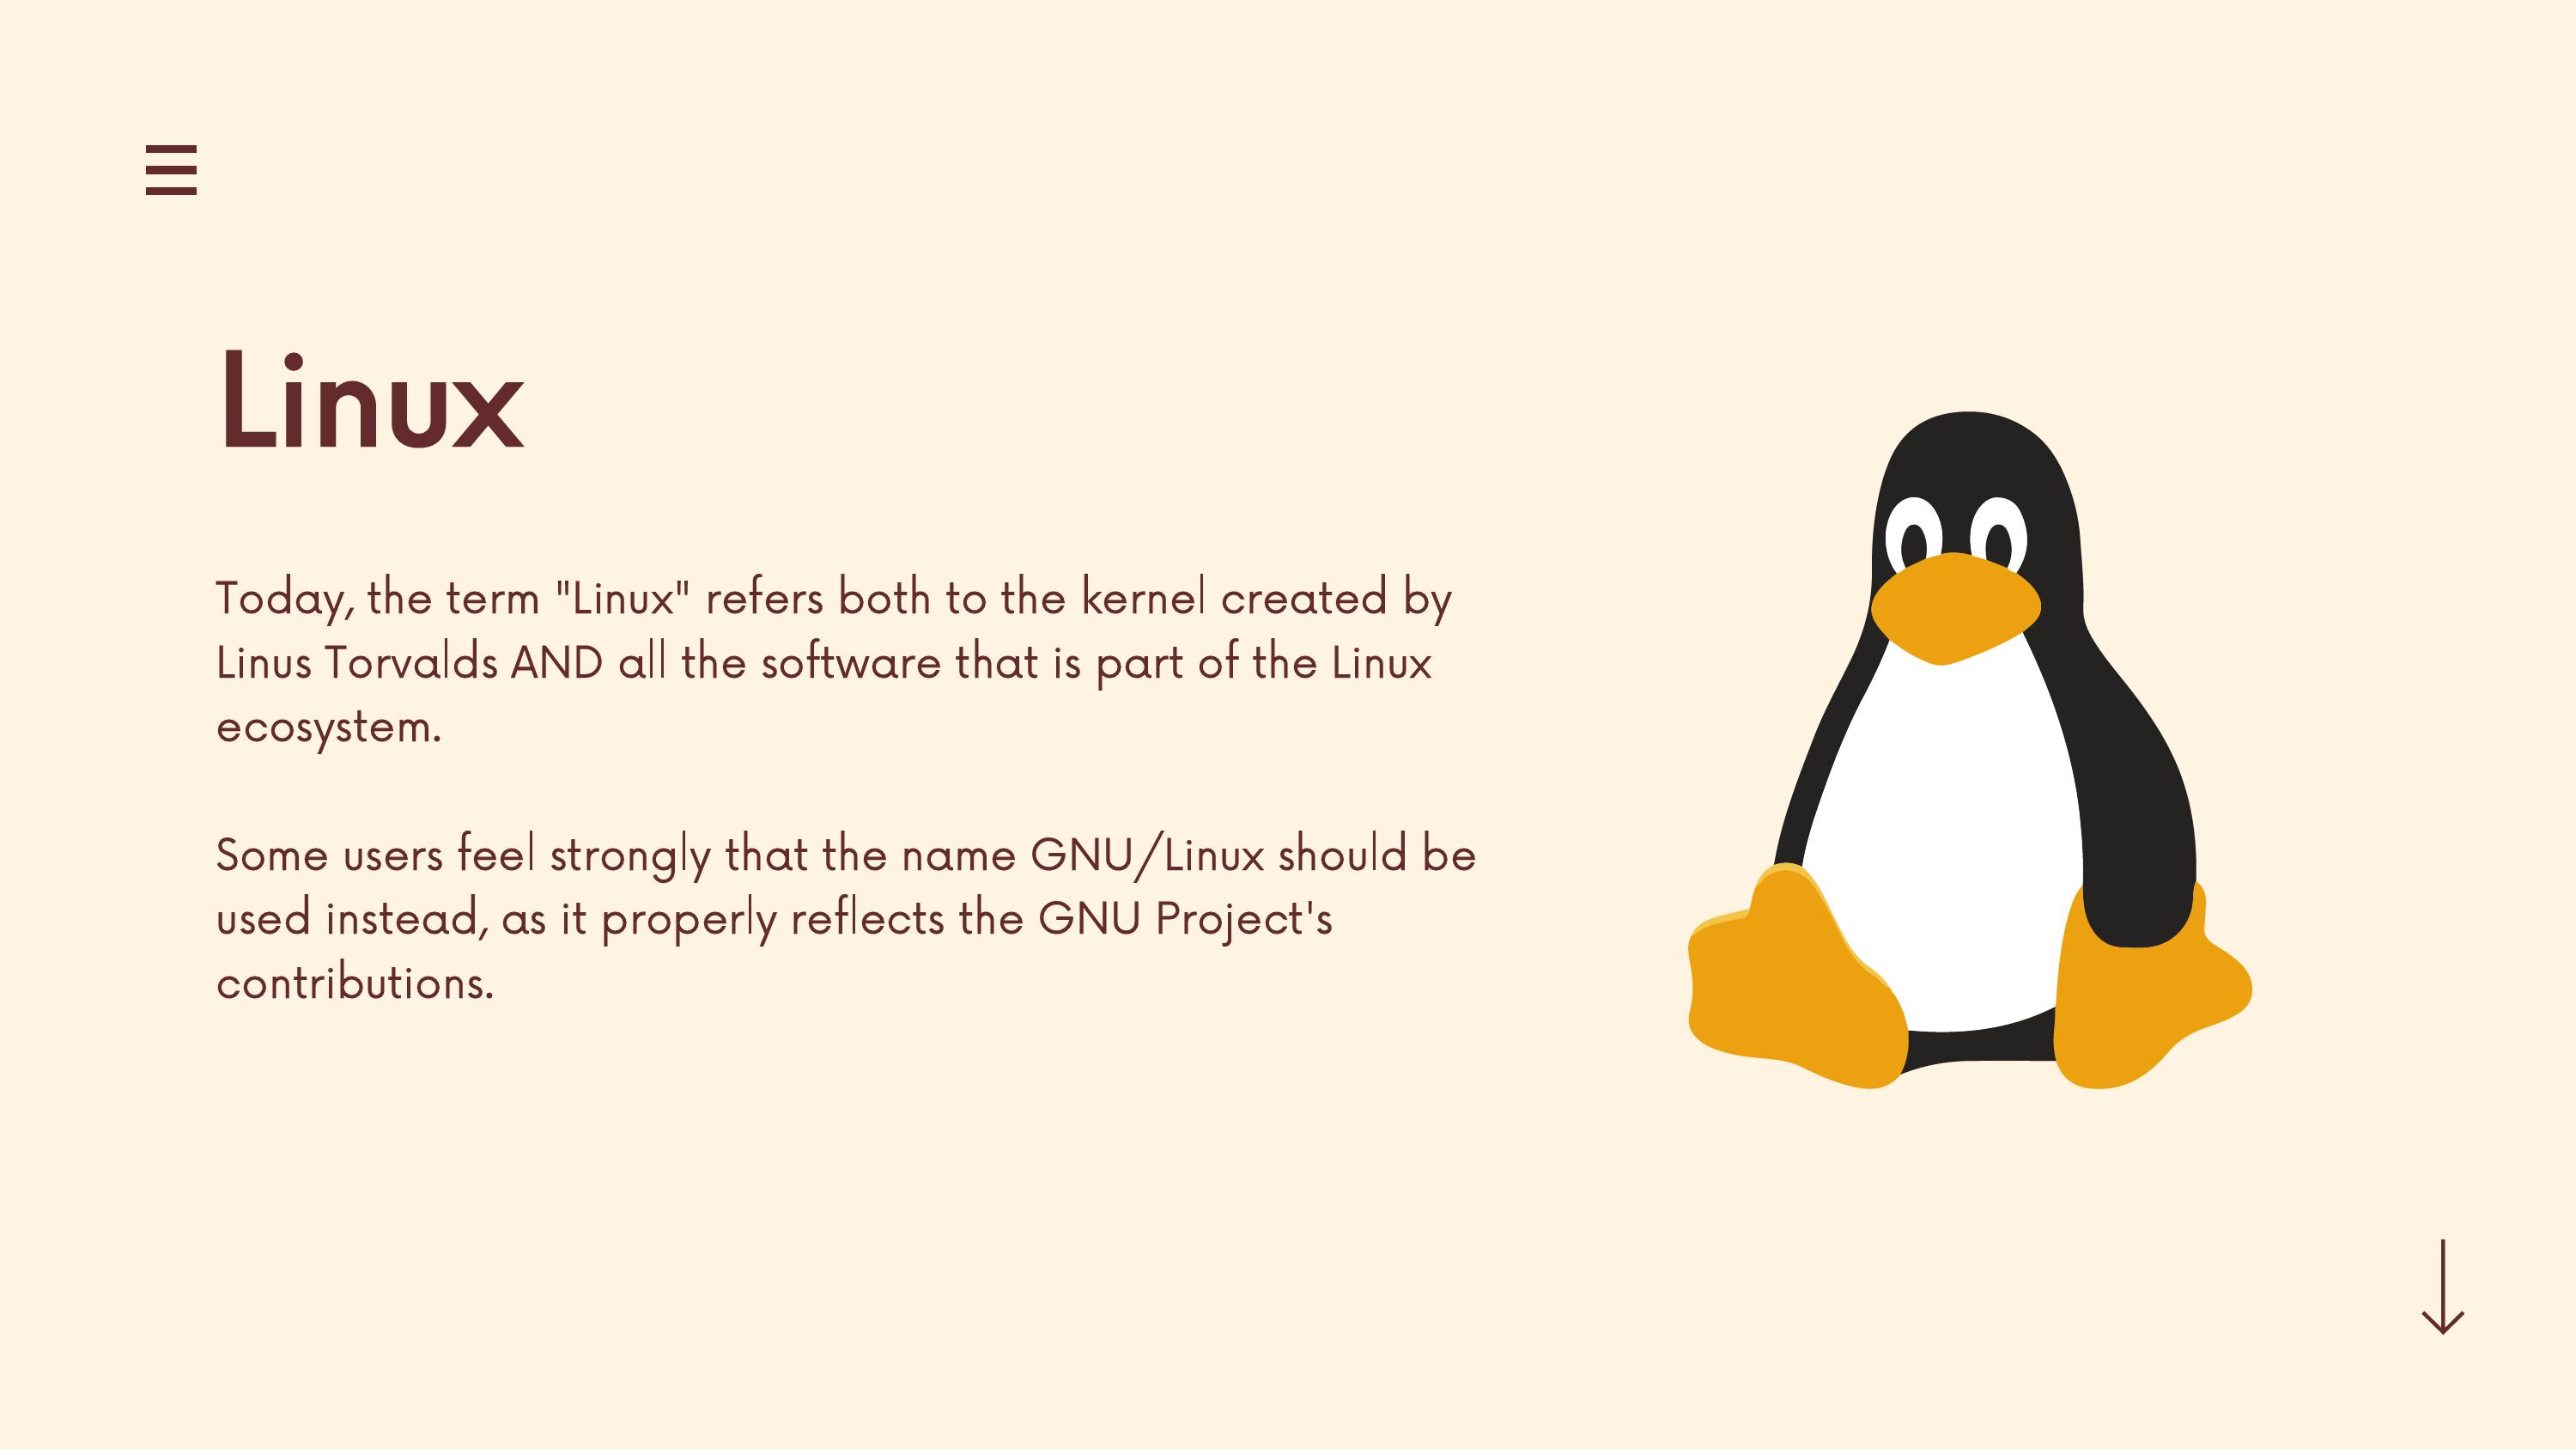 Linux
Today, the term "Linux" refers both to the kernel created by
Linus Torvalds AND all the software that is part of the Linux
ecosystem.
Some users feel strongly that the name GNU/Linux should be
used instead, as it properly reflects the GNU Project's
contributions.